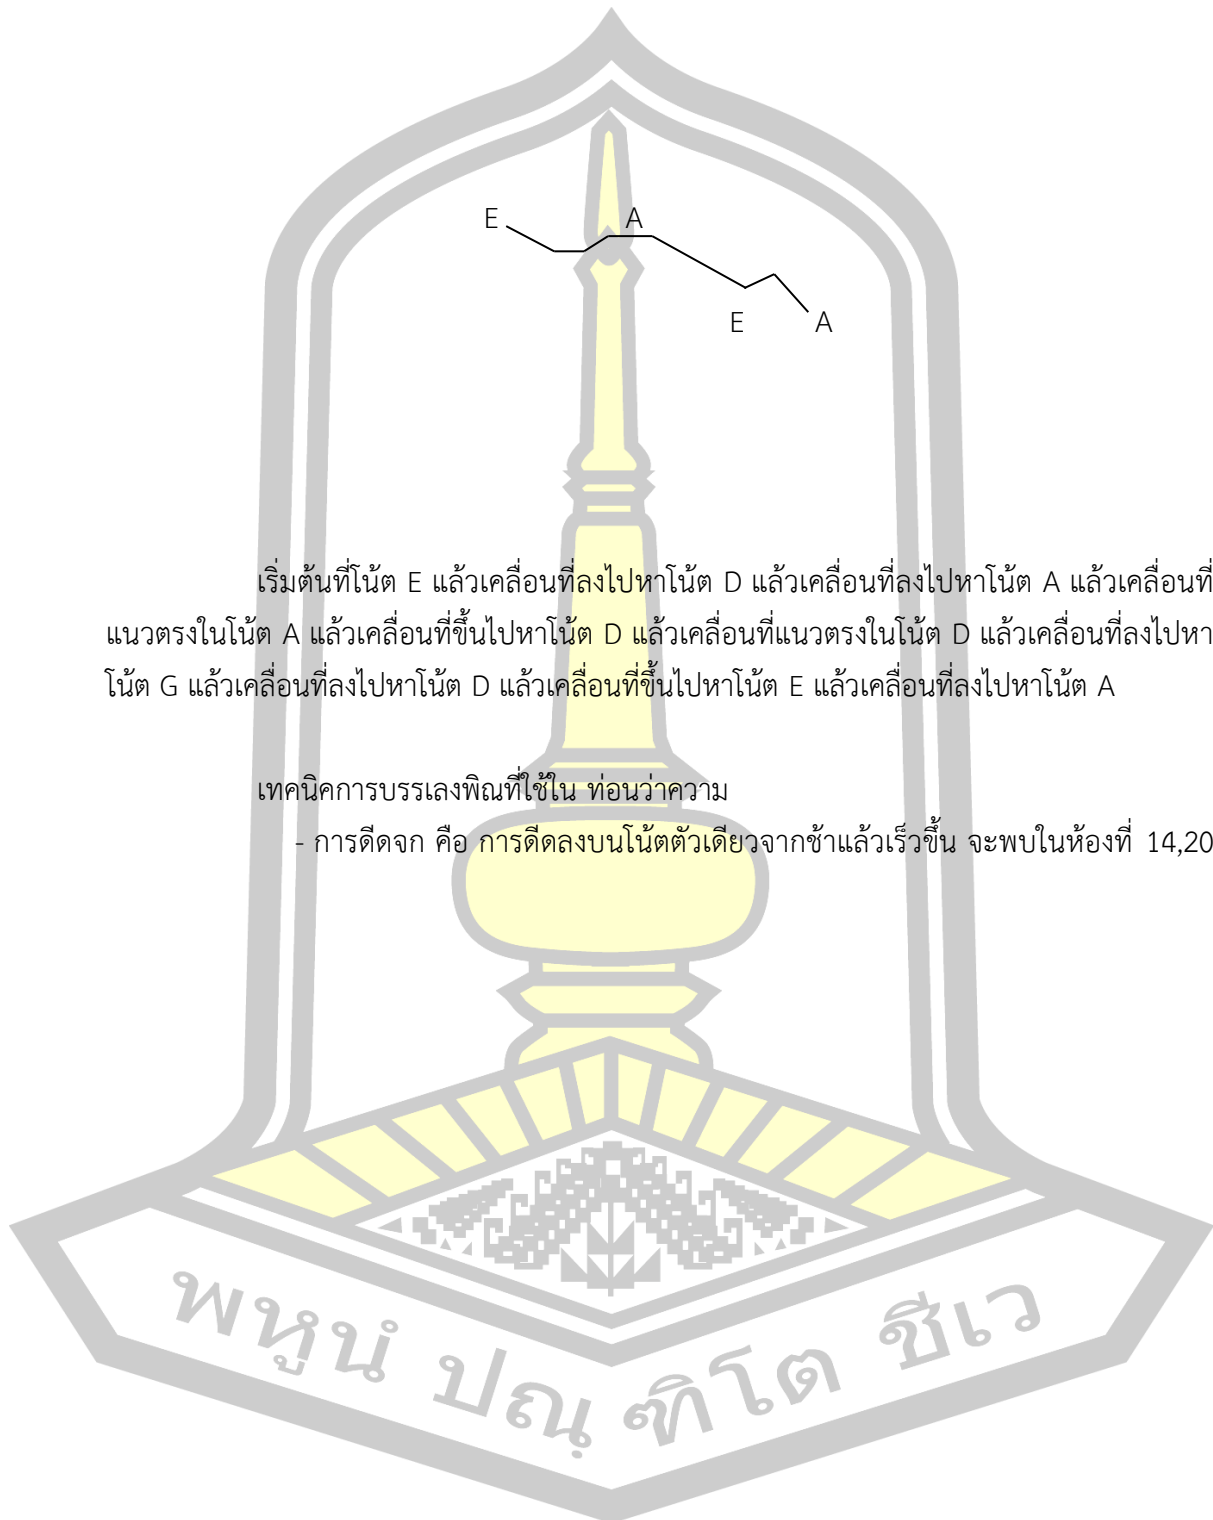 E A
E A
เริ่มต้นที่โน้ต E แล้วเคลื่อนที่ลงไปหาโน้ต D แล้วเคลื่อนที่ลงไปหาโน้ต A แล้วเคลื่อนที่
แนวตรงในโน้ต A แล้วเคลื่อนที่ขึ้นไปหาโน้ต D แล้วเคลื่อนที่แนวตรงในโน้ต D แล้วเคลื่อนที่ลงไปหา
โน้ต G แล้วเคลื่อนที่ลงไปหาโน้ต D แล้วเคลื่อนที่ขึ้นไปหาโน้ต E แล้วเคลื่อนที่ลงไปหาโน้ต A
เทคนิคการบรรเลงพิณที่ใช้ใน ท่อนว่าความ
- การดีดจก คือ การดีดลงบนโน้ตตัวเดียวจากช้าแล้วเร็วขึ้น จะพบในห้องที่ 14,20
พหูนํ ปณฺ ฑิโต ชีเว